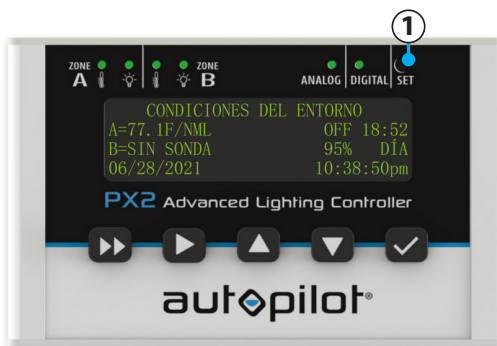 1
ZONE A
ZONE B
ANALOG DIGITAL SET
CONDICIONES DEL ENTORNO
A=77.1F/NML OFF 18:52
B=SIN SONDA 95% DÍA
06/28/2021 10:38:50pm
PX2 Advanced Lighting Controller
autopilot®